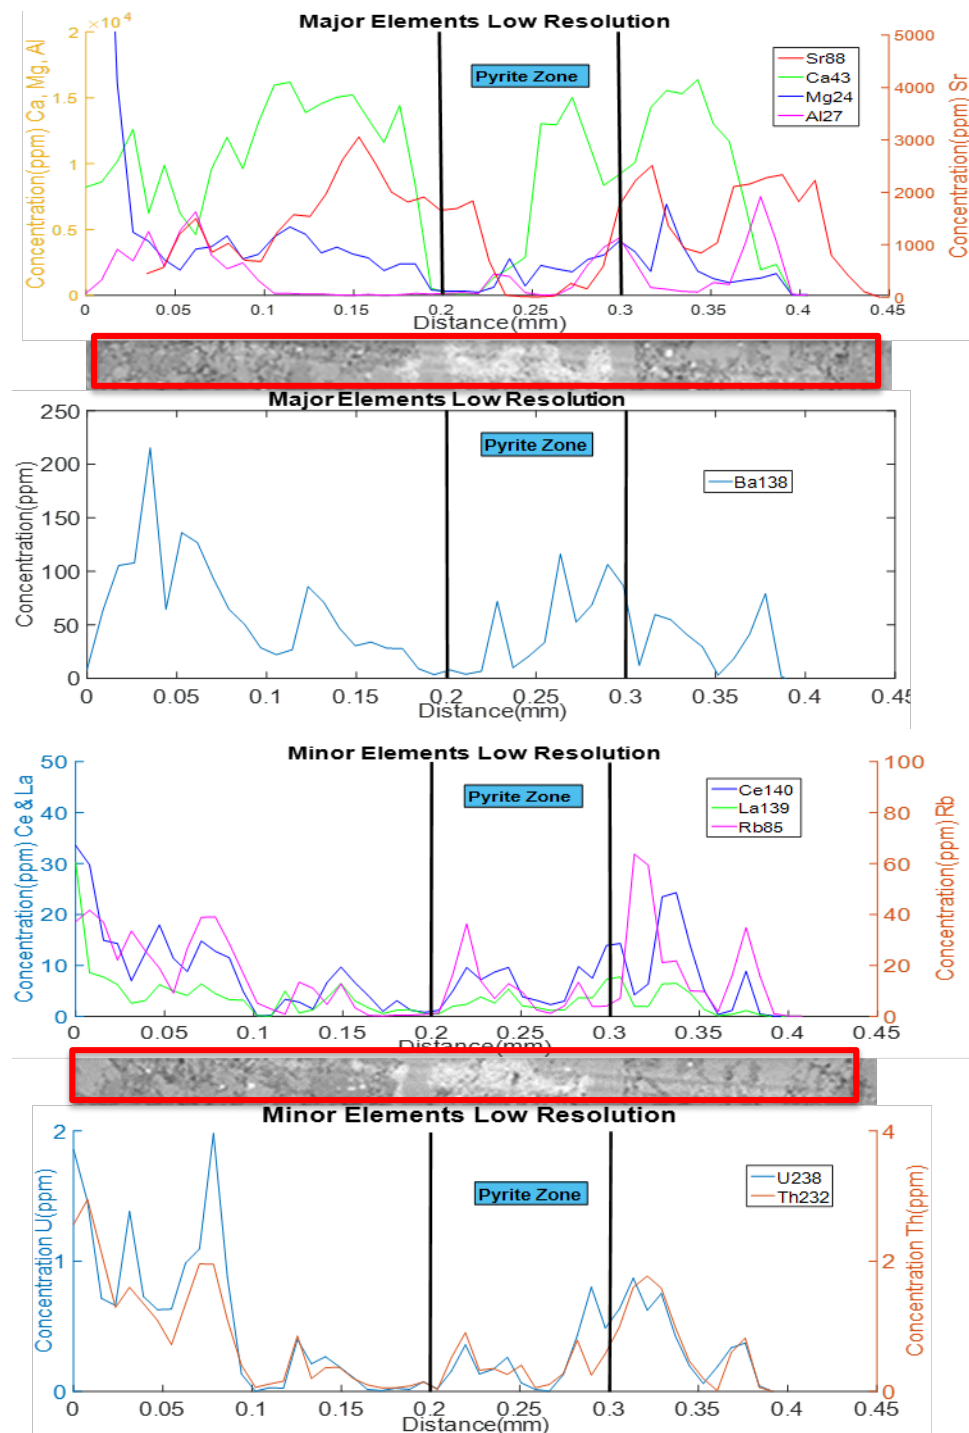 Major Elements Low Resolution
×10⁴
2
1.5
1
0.5
0
Concentration(ppm) Ca, Mg, Al
Pyrite Zone
Sr88
Ca43
Mg24
Al27
5000
4000
3000
2000
1000
0
Concentration(ppm) Sr
0 0.05 0.1 0.15 0.2 0.25 0.3 0.35 0.4 0.45
Distance(mm)
Major Elements Low Resolution
250
200
150
100
50
0
Concentration(ppm)
Pyrite Zone
Ba138
0 0.05 0.1 0.15 0.2 0.25 0.3 0.35 0.4 0.45
Distance(mm)
Minor Elements Low Resolution
50
40
30
20
10
0
Concentration(ppm) Ce & La
Pyrite Zone
Ce140
La139
Rb85
100
80
60
40
20
0
Concentration(ppm) Rb
0 0.05 0.1 0.15 0.2 0.25 0.3 0.35 0.4 0.45
Distance(mm)
Minor Elements Low Resolution
2
1
0
Concentration U(ppm)
Pyrite Zone
U238
Th232
4
2
0
Concentration Th(ppm)
0 0.05 0.1 0.15 0.2 0.25 0.3 0.35 0.4 0.45
Distance(mm)